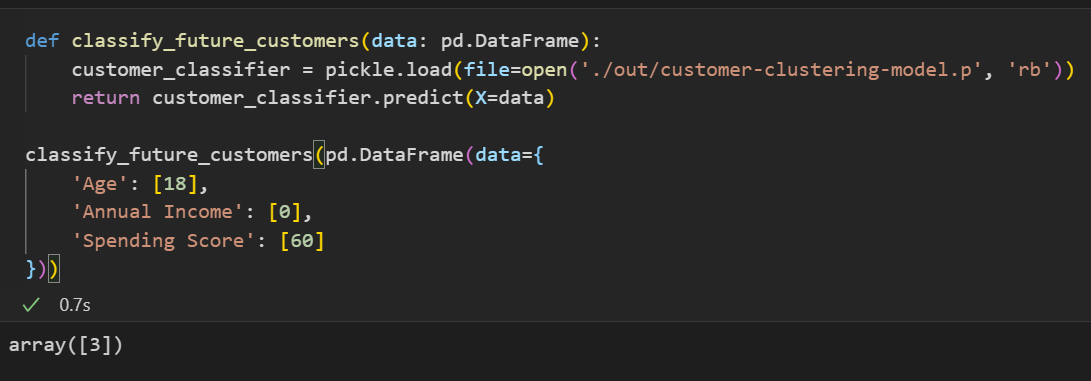 def classify_future_customers(data: pd.DataFrame):
    customer_classifier = pickle.load(file=open('./out/customer-clustering-model.p', 'rb'))
    return customer_classifier.predict(X=data)

classify_future_customers(pd.DataFrame(data={
    'Age': [18],
    'Annual Income': [0],
    'Spending Score': [60]
}))
✓ 0.7s
array([3])